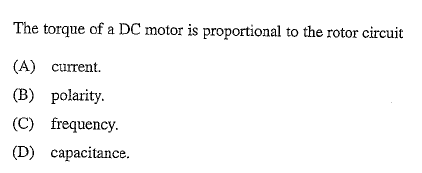 The torque of a DC motor is proportional to the rotor circuit
(A) current.
(B) polarity.
(C) frequency.
(D) capacitance.